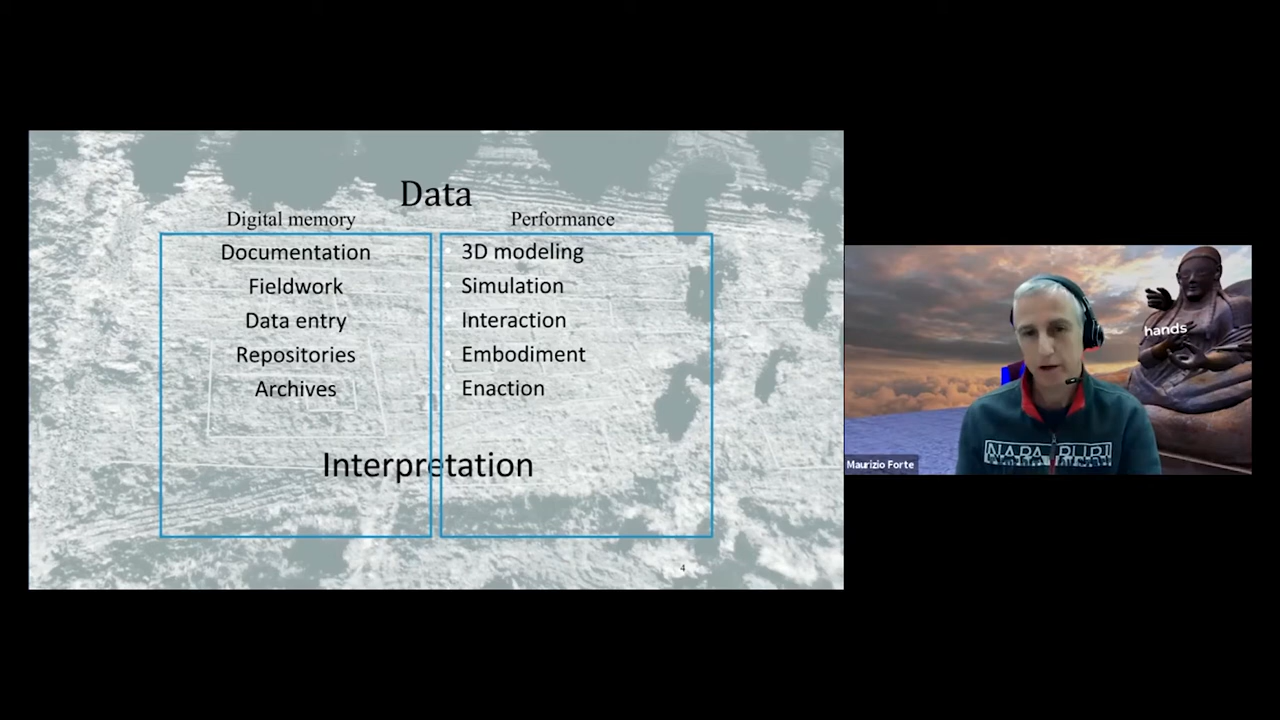 Data
Digital memory
Performance
Documentation
Fieldwork
Data entry
Repositories
Archives
3D modeling
Simulation
Interaction
Embodiment
Enaction
Interpretation
4
hands
NAPAPIJRI
Maurizio Forte